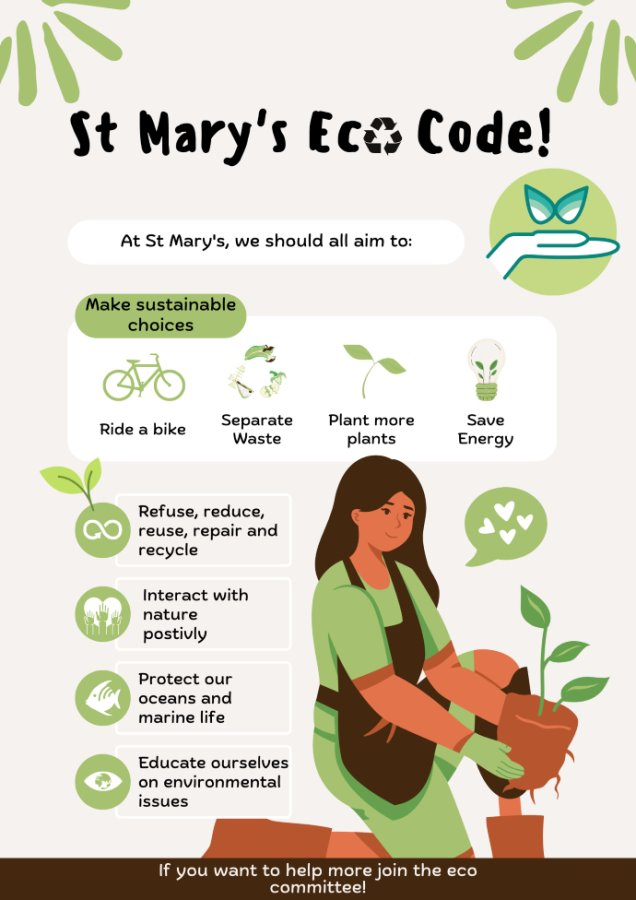 St Mary's Eco Code!
At St Mary's, we should all aim to:
Make sustainable
choices
Ride a bike
Separate
Waste
Plant more
plants
Save
Energy
Refuse, reduce,
reuse, repair and
recycle
Interact with
nature
postivly
Protect our
oceans and
marine life
Educate ourselves
on environmental
issues
If you want to help more join the eco
committee!